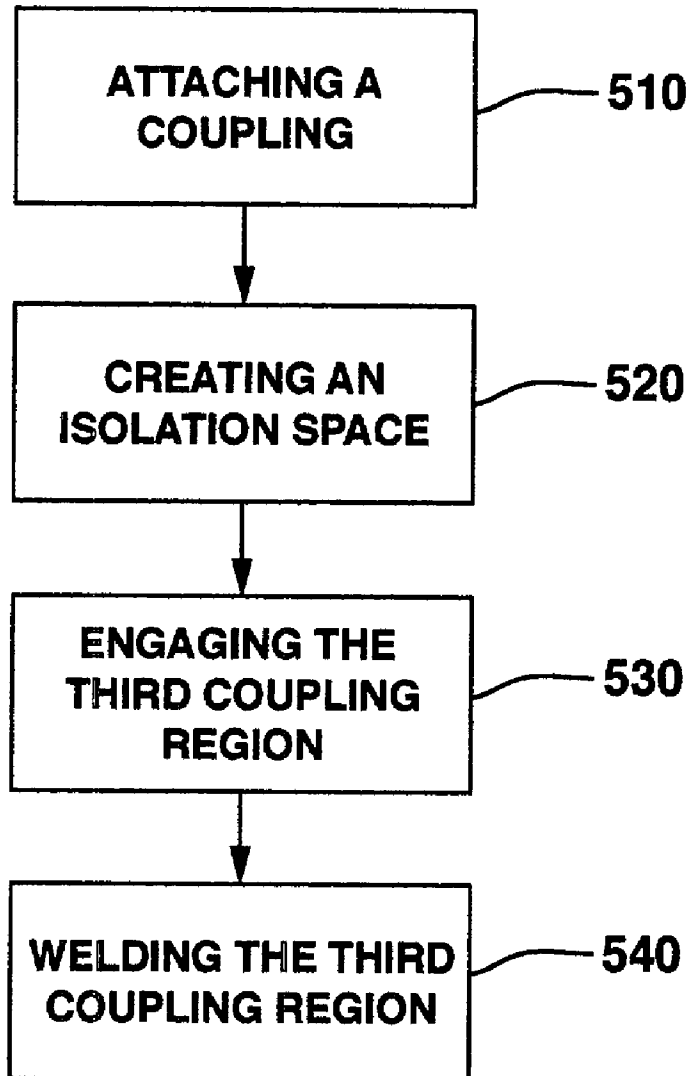 ATTACHING A
COUPLING
510
CREATING AN
ISOLATION SPACE
520
ENGAGING THE
THIRD COUPLING
REGION
530
WELDING THE THIRD
COUPLING REGION
540